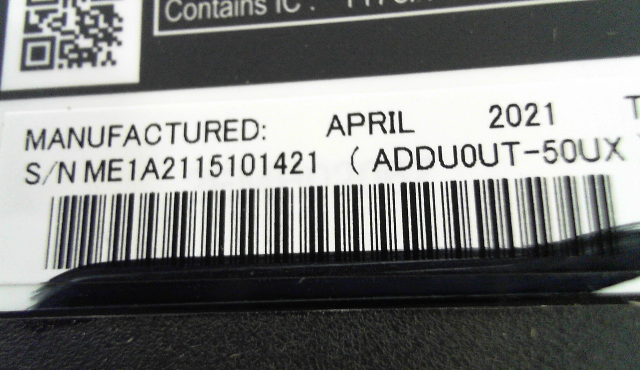 Contains IC :
MANUFACTURED: APRIL 2021
S/N ME1A2115101421 ( ADDU0UT-50UX